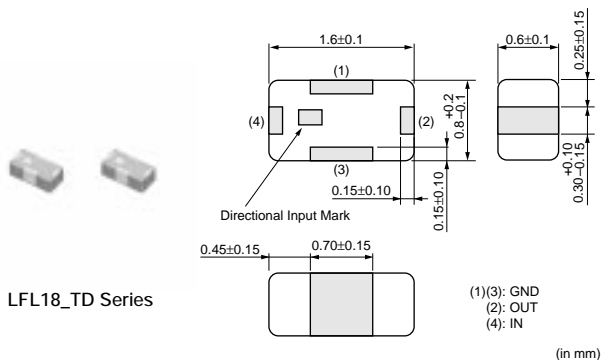 1.6±0.1
0.6±0.1
0.25±0.15
(1)
(4)
(2)
(3)
+0.2
0.8–0.1
+0.10
0.30–0.15
0.15±0.10
0.15±0.10
Directional Input Mark
0.45±0.15
0.70±0.15
LFL18_TD Series
(1)(3): GND
(2): OUT
(4): IN
(in mm)